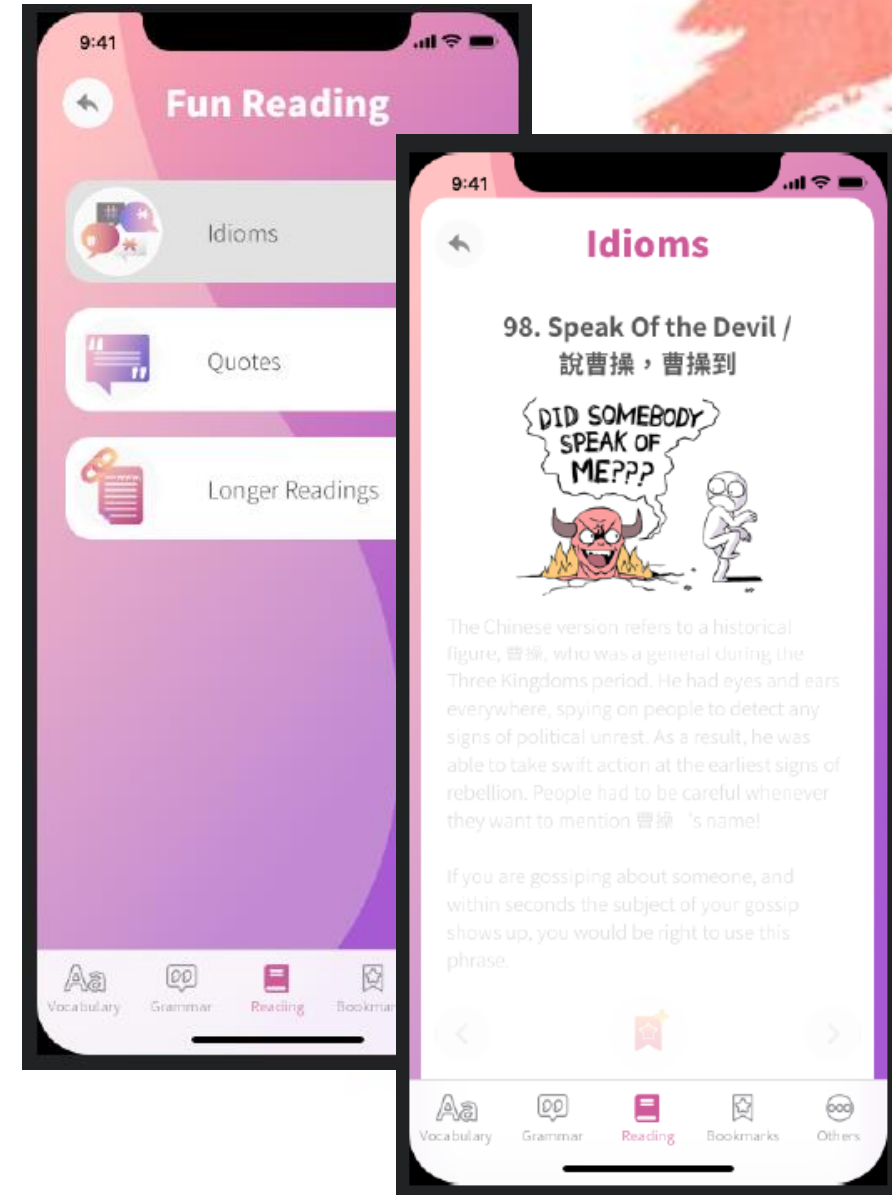 9:41
Fun Reading
Idioms
Quotes
Longer Readings
Vocabulary
Grammar
Reading
Bookmar
9:41
Idioms
98. Speak Of the Devil /
說曹操，曹操到
DID SOMEBODY
SPEAK OF
ME???
The Chinese version refers to a historical
figure, 曹操, who was a general during the
Three Kingdoms period. He had eyes and ears
everywhere, spying on people to detect any
signs of political unrest. As a result, he was
able to take swift action at the earliest signs of
rebellion. People had to be careful whenever
they want to mention 曹操 ‘s name!
If you are gossiping about someone, and
within seconds the subject of your gossip
shows up, you would be right to use this
phrase.
Aa
Vocabulary
Grammar
Reading
Bookmarks
Others